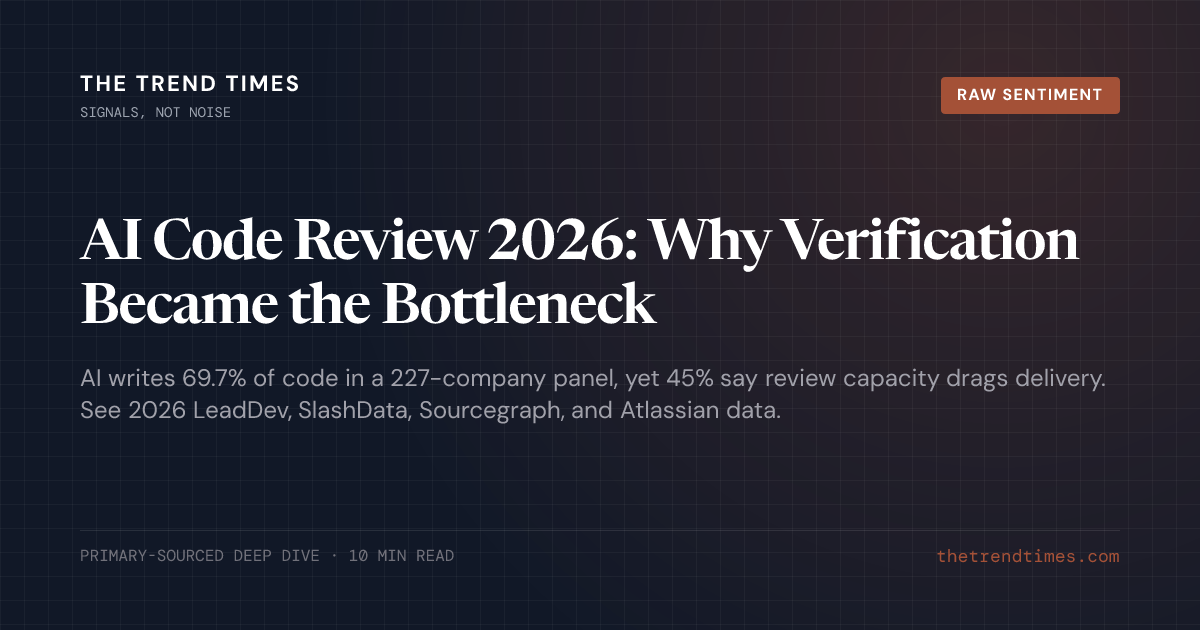 THE TREND TIMES
SIGNALS, NOT NOISE
RAW SENTIMENT
AI Code Review 2026: Why Verification
Became the Bottleneck
AI writes 69.7% of code in a 227-company panel, yet 45% say review capacity drags delivery.
See 2026 LeadDev, SlashData, Sourcegraph, and Atlassian data.
PRIMARY-SOURCED DEEP DIVE · 10 MIN READ
thetrendtimes.com